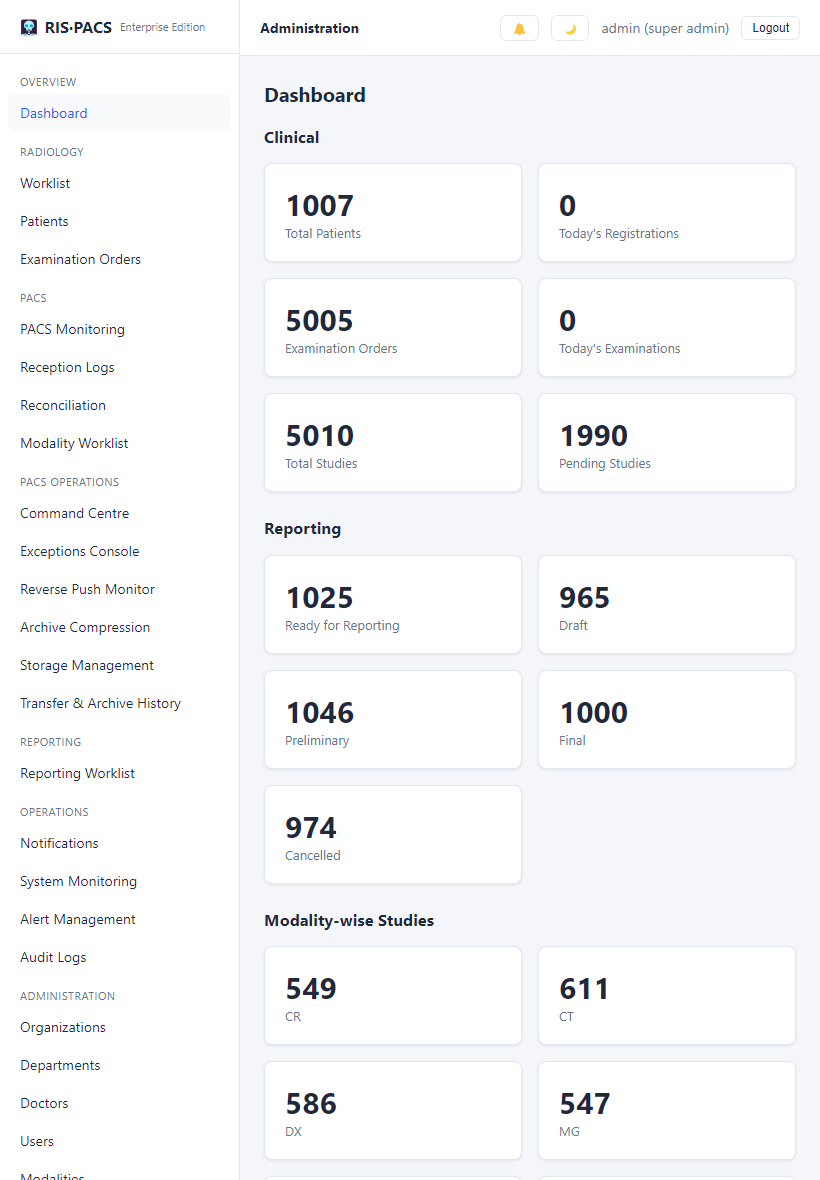 RIS·PACS Enterprise Edition
OVERVIEW
Dashboard
RADIOLOGY
Worklist
Patients
Examination Orders
PACS
PACS Monitoring
Reception Logs
Reconciliation
Modality Worklist
PACS OPERATIONS
Command Centre
Exceptions Console
Reverse Push Monitor
Archive Compression
Storage Management
Transfer & Archive History
REPORTING
Reporting Worklist
OPERATIONS
Notifications
System Monitoring
Alert Management
Audit Logs
ADMINISTRATION
Organizations
Departments
Doctors
Users
Modalities
Administration
admin (super admin)
Logout
Dashboard
Clinical
1007
Total Patients
0
Today's Registrations
5005
Examination Orders
0
Today's Examinations
5010
Total Studies
1990
Pending Studies
Reporting
1025
Ready for Reporting
965
Draft
1046
Preliminary
1000
Final
974
Cancelled
Modality-wise Studies
549
CR
611
CT
586
DX
547
MG